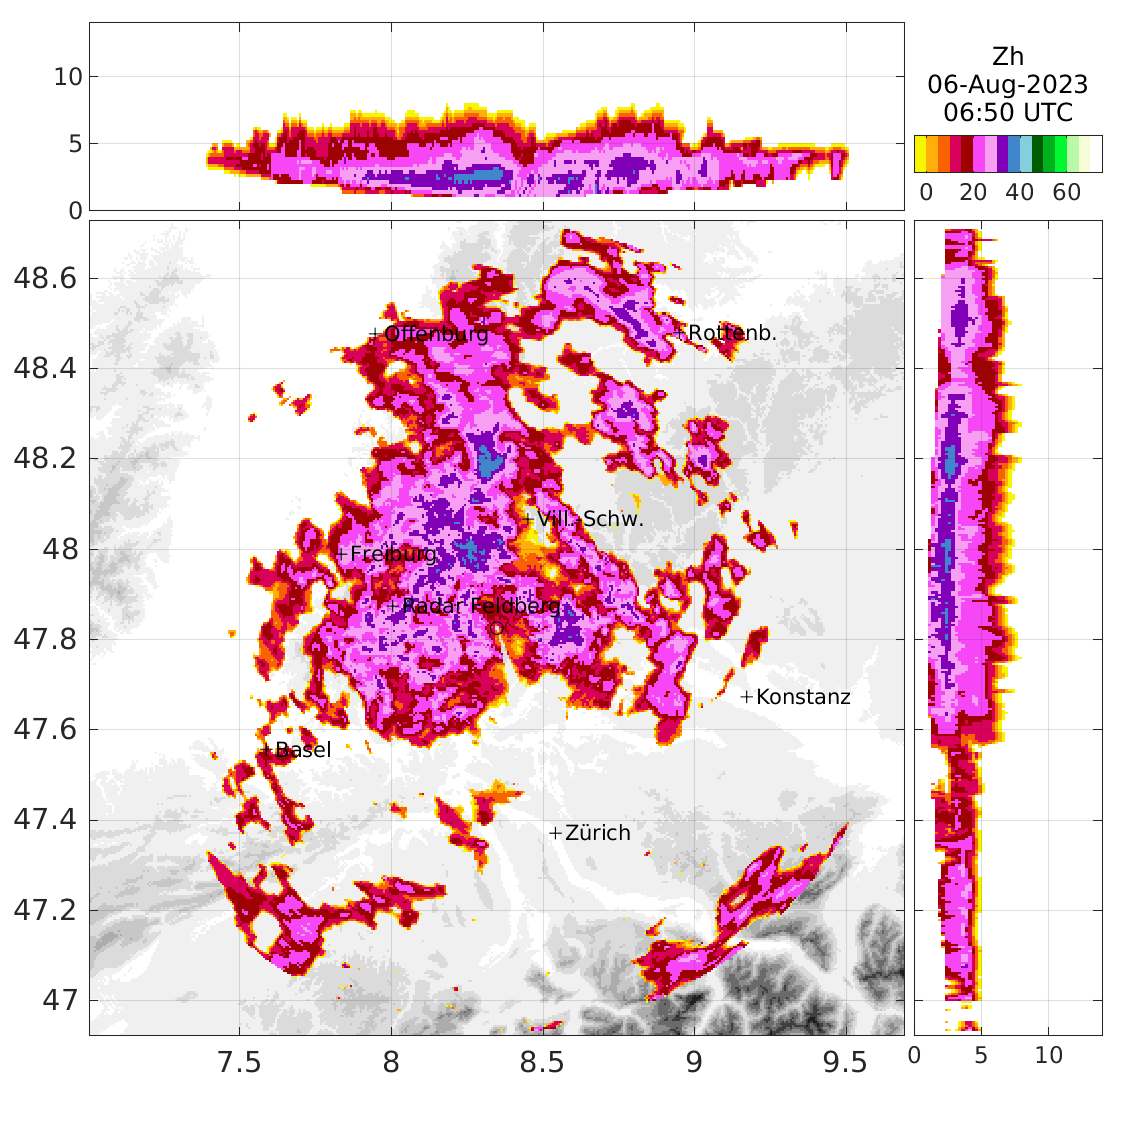 10
5
0
Zh
06-Aug-2023
06:50 UTC
0 20 40 60
48.6
48.4
48.2
48
47.8
47.6
47.4
47.2
47
Offenburg
Rottenb.
Vill.-Schw.
Freiburg
Radar Feldberg
Konstanz
Basel
Zürich
7.5 8 8.5 9 9.5
0 5 10